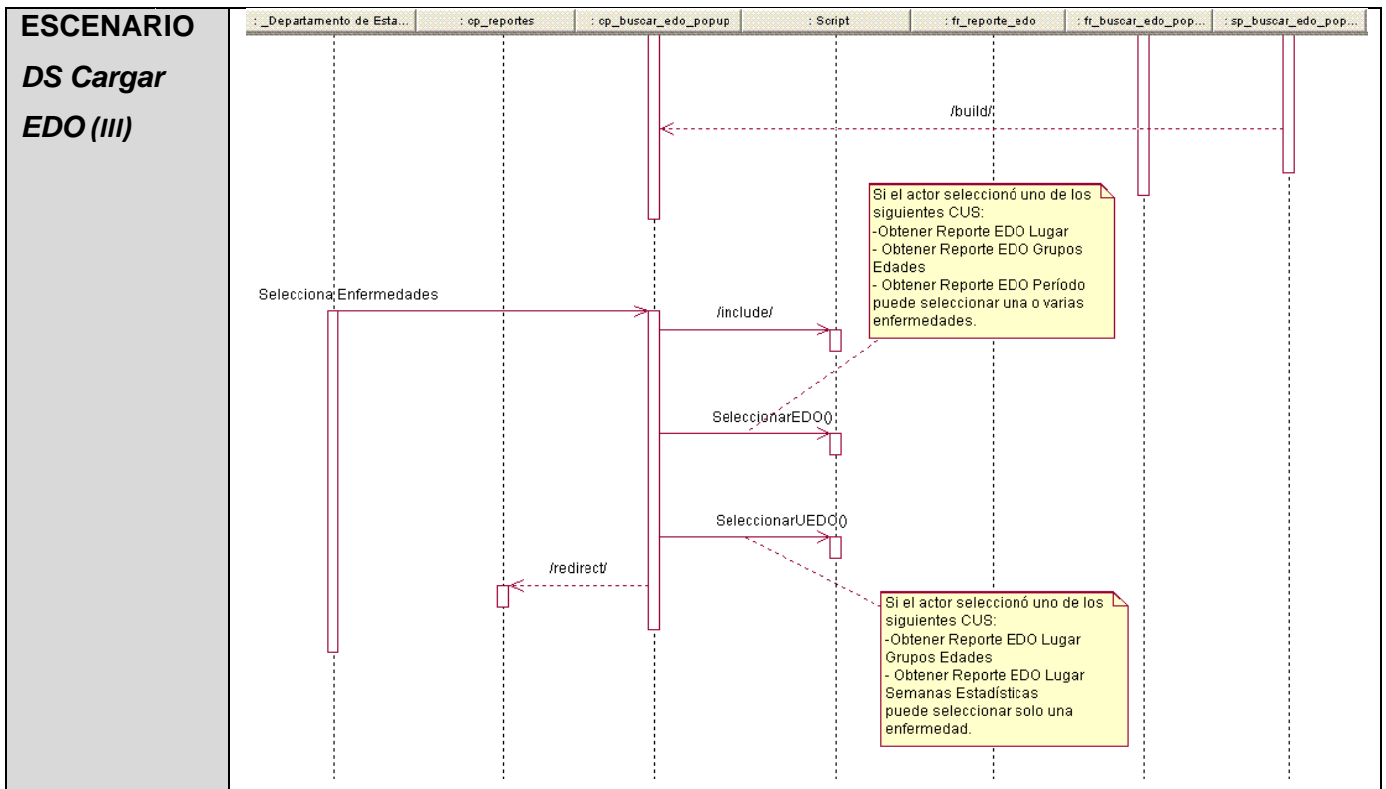 ESCENARIO
DS Cargar
EDO (III)
: _Departamento de Esta...
: cp_reportes
: cp_buscar_edo_popup
: Script
: fr_reporte_edo
: fr_buscar_edo_pop...
: sp_buscar_edo_pop...
/build/
Si el actor seleccionó uno de los
siguientes CUS:
-Obtener Reporte EDO Lugar
- Obtener Reporte EDO Grupos
Edades
- Obtener Reporte EDO Período
puede seleccionar una o varias
enfermedades.
Selecciona Enfermedades
/include/
SeleccionarEDO()
SeleccionarUEDO()
/redirect/
Si el actor seleccionó uno de los
siguientes CUS:
-Obtener Reporte EDO Lugar
Grupos Edades
- Obtener Reporte EDO Lugar
Semanas Estadísticas
puede seleccionar solo una
enfermedad.